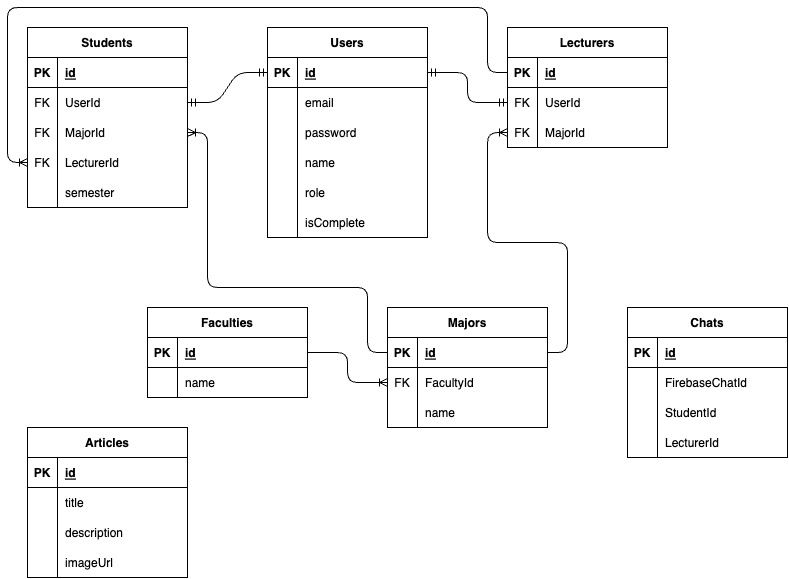 Students
PK id
FK UserId
FK MajorId
FK LecturerId
semester
Users
PK id
email
password
name
role
isComplete
Lecturers
PK id
FK UserId
FK MajorId
Faculties
PK id
name
Majors
PK id
FK FacultyId
name
Chats
PK id
FirebaseChatId
StudentId
LecturerId
Articles
PK id
title
description
imageUrl